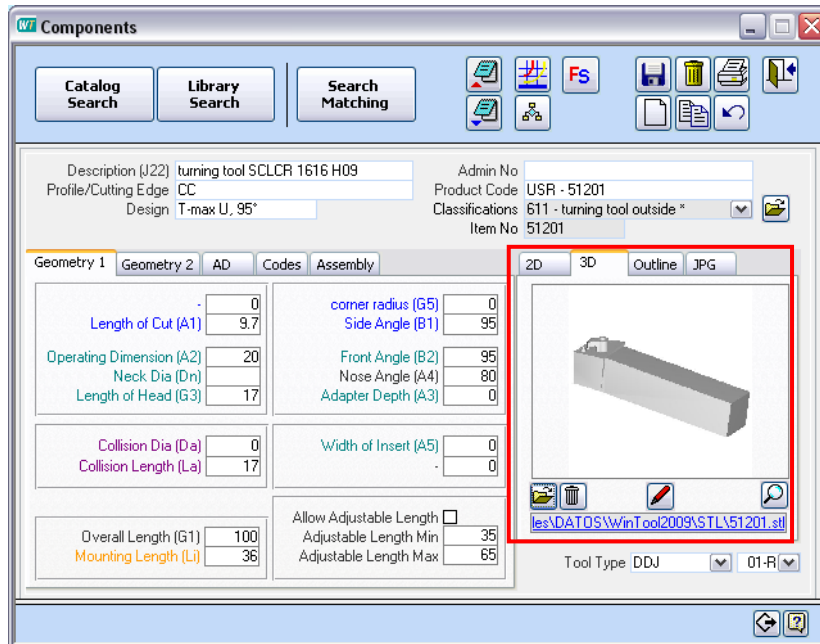 WT Components
Catalog Search
Library Search
Search Matching
FS
Description (J22) turning tool SCLCR 1616 H09
Admin No
Profile/Cutting Edge CC
Product Code USR - 51201
Design T-max U, 95°
Classifications 611 - turning tool outside *
Item No 51201
Geometry 1 Geometry 2 AD Codes Assembly
2D 3D Outline JPG
- 0
corner radius (G5) 0
Length of Cut (A1) 9.7
Side Angle (B1) 95
Operating Dimension (A2) 20
Front Angle (B2) 95
Neck Dia (Dn)
Nose Angle (A4) 80
Length of Head (G3) 17
Adapter Depth (A3) 0
Collision Dia (Da) 0
Width of Insert (A5) 0
Collision Length (La) 17
- 0
Allow Adjustable Length
Overall Length (G1) 100
Adjustable Length Min 35
Mounting Length (Li) 36
Adjustable Length Max 65
les\DATOS\WinTool2009\STL\51201.stl
Tool Type DDJ 01-R